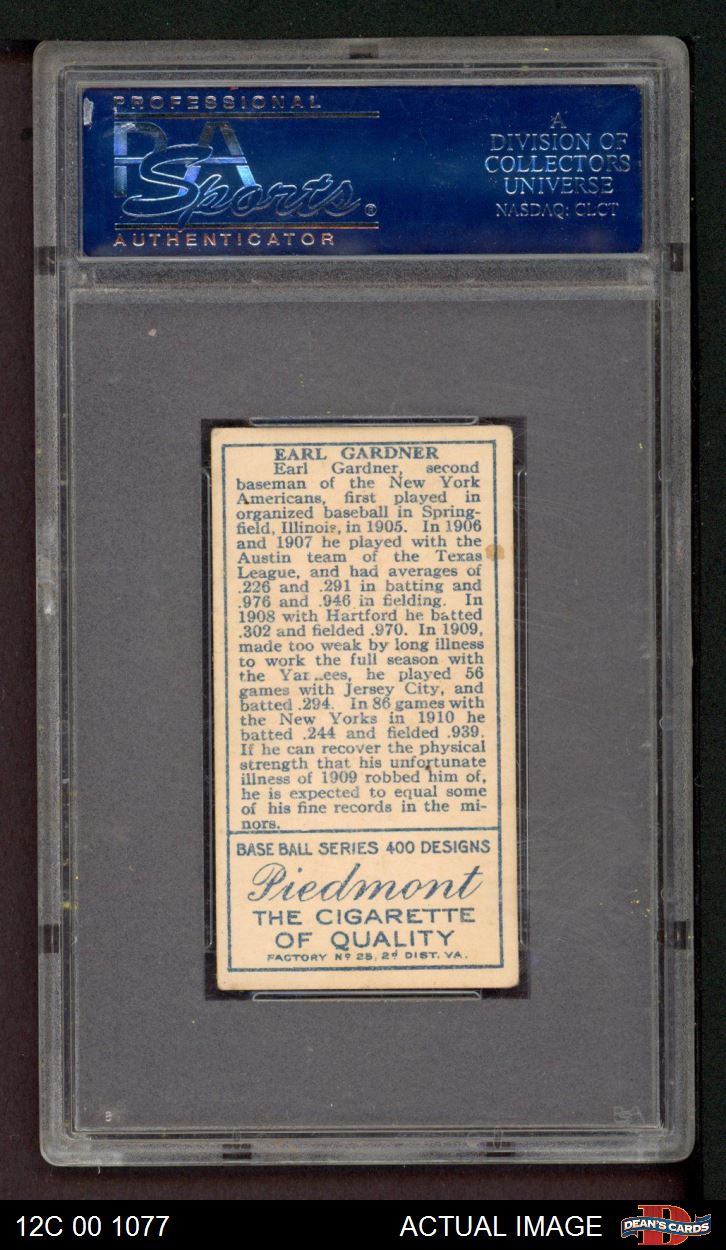 PROFESSIONAL
PSA
Sports®
AUTHENTICATOR
A
DIVISION OF
COLLECTORS
UNIVERSE
NASDAQ: CLCT
EARL GARDNER
Earl Gardner, second
baseman of the New York
Americans, first played in
organized baseball in Spring-
field, Illinois, in 1905. In 1906
and 1907 he played with the
Austin team of the Texas
League, and had averages of
.226 and .291 in batting and
.976 and .946 in fielding. In
1908 with Hartford he batted
.302 and fielded .970. In 1909,
made too weak by long illness
to work the full season with
the Yankees, he played 56
games with Jersey City, and
batted .294. In 86 games with
the New Yorks in 1910 he
batted .244 and fielded .939.
If he can recover the physical
strength that his unfortunate
illness of 1909 robbed him of,
he is expected to equal some
of his fine records in the mi-
nors.
BASE BALL SERIES 400 DESIGNS
Piedmont
THE CIGARETTE
OF QUALITY
FACTORY Nº 25, 2d DIST. VA.
PSA
12C 00 1077
ACTUAL IMAGE
D
DEAN'S CARDS